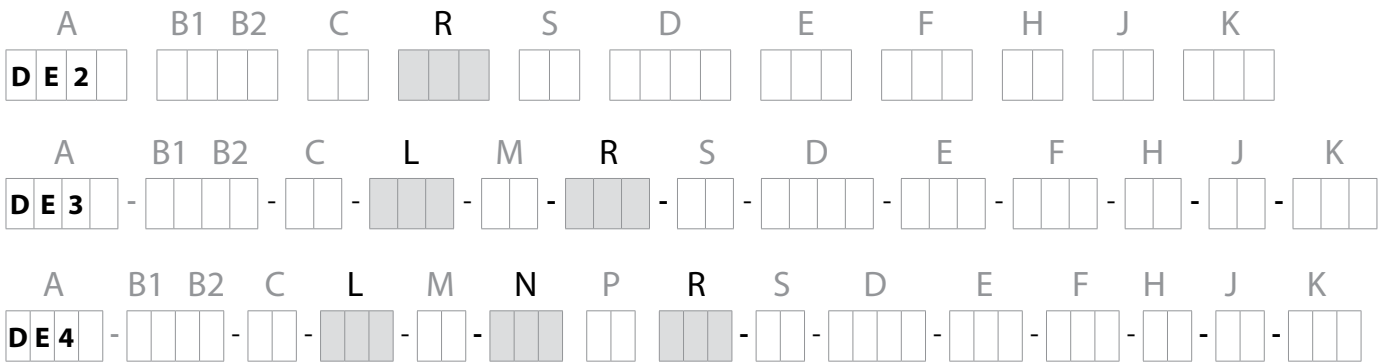 A B1 B2 C R S D E F H J K
D E 2
A B1 B2 C L M R S D E F H J K
D E 3 - - - - - - - - - - - -
A B1 B2 C L M N P R S D E F H J K
D E 4 - - - - - - - - - - - -